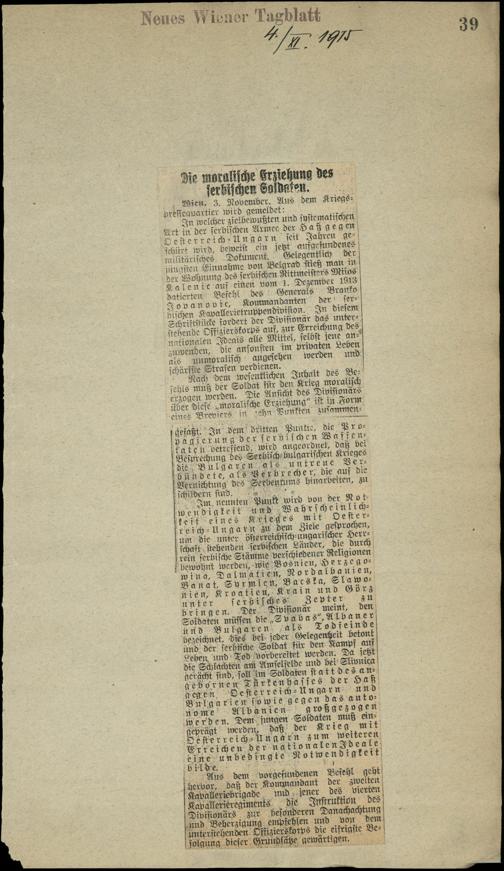 Neues Wiener Tagblatt
4./XI. 1915
39
Die moralische Erziehung des
serbischen Soldaten.
Wien, 3. November. Aus dem Kriegs-
pressequartier wird gemeldet:
In welcher zielbewußten und systematischen
Art in der serbischen Armee der Haß gegen
Oesterreich-Ungarn seit Jahren ge-
schürt wird, beweist ein jetzt aufgefundenes
militärisches Dokument. Gelegentlich der
jüngsten Einnahme von Belgrad stieß man in
der Wohnung des serbischen Rittmeisters Milos
Kalenic auf einen vom 1. Dezember 1913
datierten Befehl des Generals Branko
Jovanovic, Kommandanten der ser-
bischen Kavallerietruppendivision. In diesem
Schriftstücke fordert der Divisionär das unter-
stehende Offizierskorps auf, zur Erreichung des
nationalen Ideals alle Mittel, selbst jene an-
zuwenden, die ansonsten im privaten Leben
als unmoralisch angesehen werden und
schärfste Strafen verdienen.
Nach dem wesentlichen Inhalt des Be-
fehls muß der Soldat für den Krieg moralisch
erzogen werden. Die Ansicht des Divisionärs
über diese „moralische Erziehung“ ist in Form
eines Breviers in zehn Punkten zusammen-
gefaßt. In dem dritten Punkte, die Pro-
pagierung der serbischen Waffen-
taten betreffend, wird angeordnet, daß bei
Besprechung des Serbisch-bulgarischen Krieges
die Bulgaren als untreue Ver-
bündete, als Verbrecher, die auf die
Vernichtung des Serbentums hinarbeiten, zu
schildern sind.
Im neunten Punkt wird von der Not-
wendigkeit und Wahrscheinlich-
keit eines Krieges mit Oester-
reich-Ungarn zu dem Ziele gesprochen,
um die unter österreichisch-ungarischer Herr-
schaft stehenden serbischen Länder, die durch
rein serbische Stämme verschiedener Religionen
bewohnt werden, wie Bosnien, Herzego-
wina, Dalmatien, Nordalbanien,
Banat, Syrmien, Bacska, Slawo-
nien, Kroatien, Krain und Görz
unter serbisches Zepter zu
bringen. Der Divisionär meint, den
Soldaten müssen die „Svabas“, Albaner
und Bulgaren als Todfeinde
bezeichnet, dies bei jeder Gelegenheit betont
und der serbische Soldat für den Kampf auf
Leben und Tod vorbereitet werden. Da jetzt
die Schlachten am Amselfelde und bei Slivnica
gerächt sind, soll im Soldaten statt des an-
gebornen Türkenhasses der Haß
gegen Oesterreich-Ungarn und
Bulgarien sowie gegen das auto-
nome Albanien großgezogen
werden. Dem jungen Soldaten muß ein-
geprägt werden, daß der Krieg mit
Oesterreich-Ungarn zum weiteren
Erreichen der nationalen Ideale
eine unbedingte Notwendigkeit
bilde.
Aus dem vorgefundenen Befehl geht
hervor, daß der Kommandant der zweiten
Kavalleriebrigade und jener des vierten
Kavallerieregiments die Instruktion des
Divisionärs zur besonderen Danachachtung
und Beherzigung empfehlen und von dem
unterstehenden Offizierskorps die eifrigste Be-
folgung dieser Grundsätze gewärtigen.